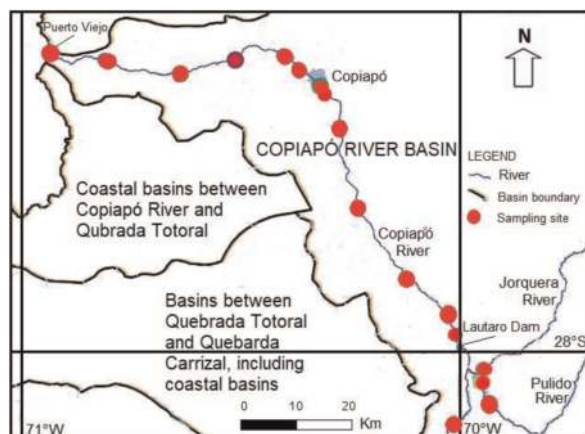 Puerto Viejo
N
Copiapó
COPIAPÓ RIVER BASIN
LEGEND
River
Basin boundary
Sampling site
Coastal basins between
Copiapó River and
Qubrada Totoral
Copiapó
River
Jorquera
River
Basins between
Quebrada Totoral
and Quebarda
Carrizal, including
coastal basins
Lautaro Dam
28°S
Pulido
River
0 10 20
Km
71°W
70°W